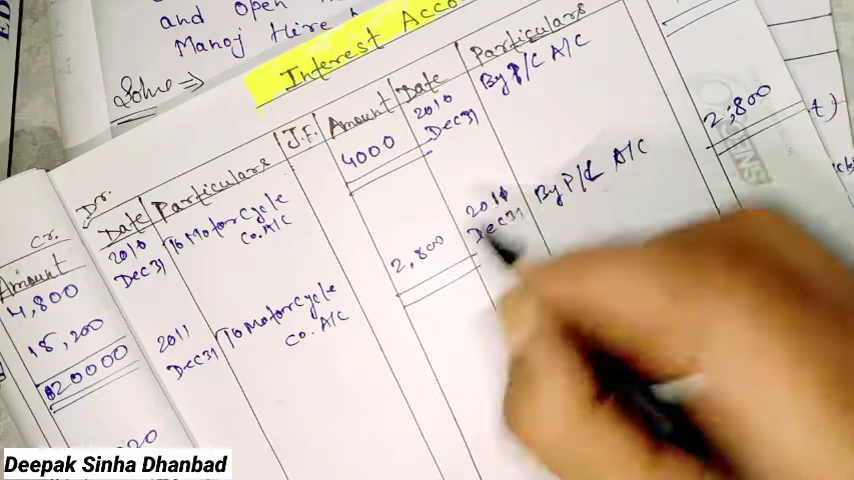 and open
Manoj Hire
Solve ⇒
Interest Acco
Dr.
Date Particulars J.F. Amount Date Particulars
2010 Dec 31 To Motorcycle Co. A/C 4000 2010 Dec 31 By P/L A/C
2011 Dec 31 To Motorcycle Co. A/C 2,800 2011 Dec 31 By P/L A/C 2,800
Cr.
Amount
4,800
15,200
20000
Deepak Sinha Dhanbad